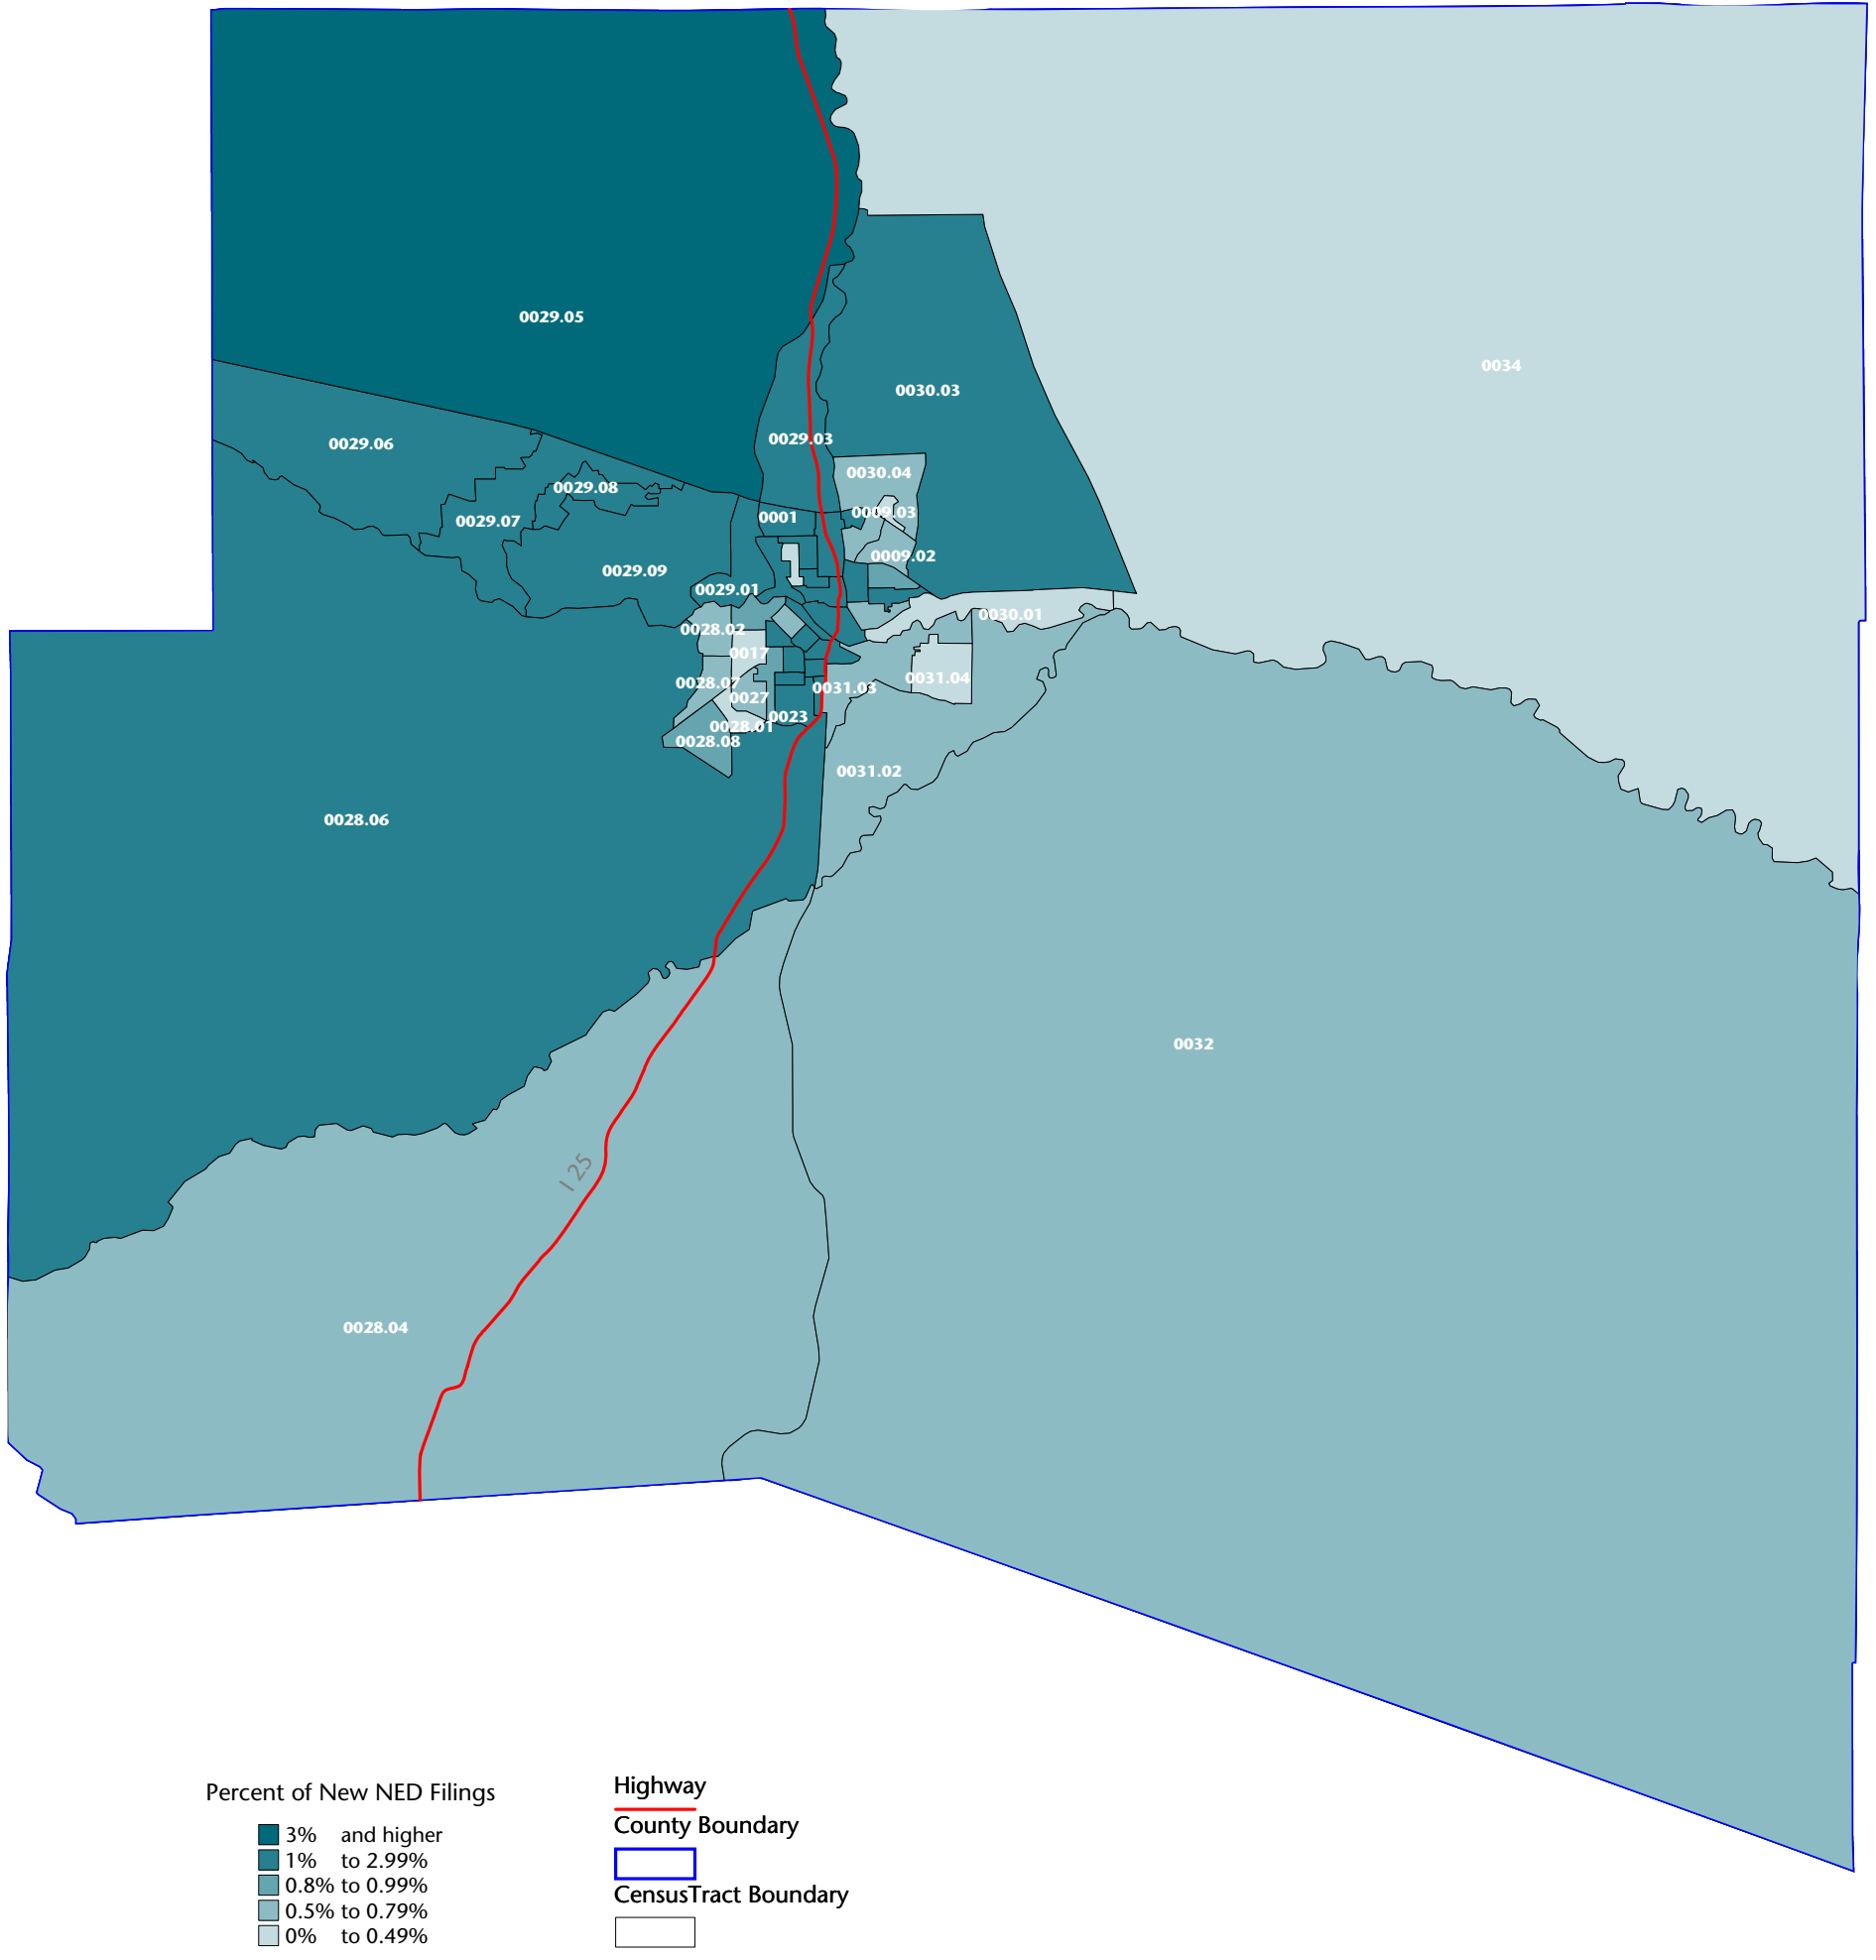 0029.05
0034
0030.03
0029.06
0029.03
0030.04
0029.08
0009.03
0001
0029.07
0009.02
0029.09
0029.01
0030.01
0028.02
0017
0031.04
0028.07
0031.03
0027
0023
0028.01
0028.08
0031.02
0028.06
0032
I 25
0028.04
Percent of New NED Filings
3% and higher
1% to 2.99%
0.8% to 0.99%
0.5% to 0.79%
0% to 0.49%
Highway
County Boundary
CensusTract Boundary